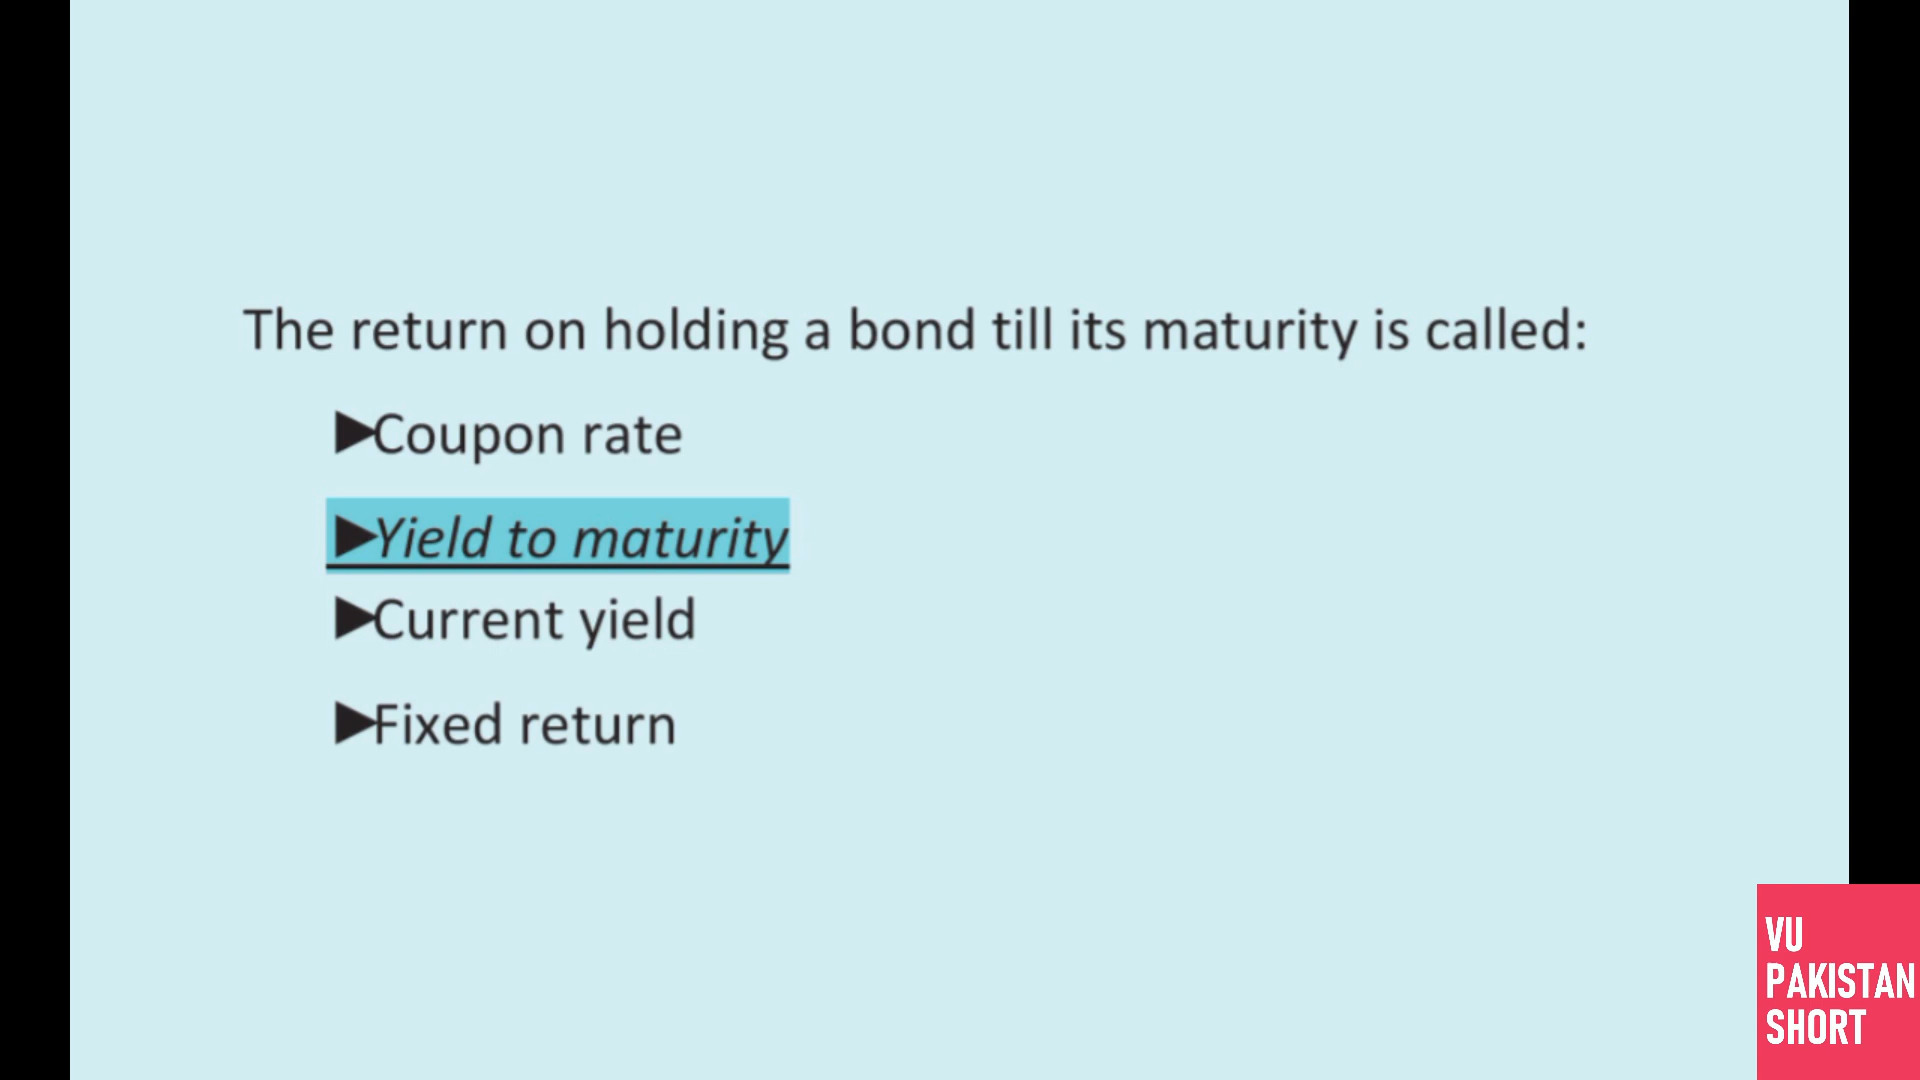 The return on holding a bond till its maturity is called:
▶Coupon rate
▶Yield to maturity
▶Current yield
▶Fixed return
VU
PAKISTAN
SHORT